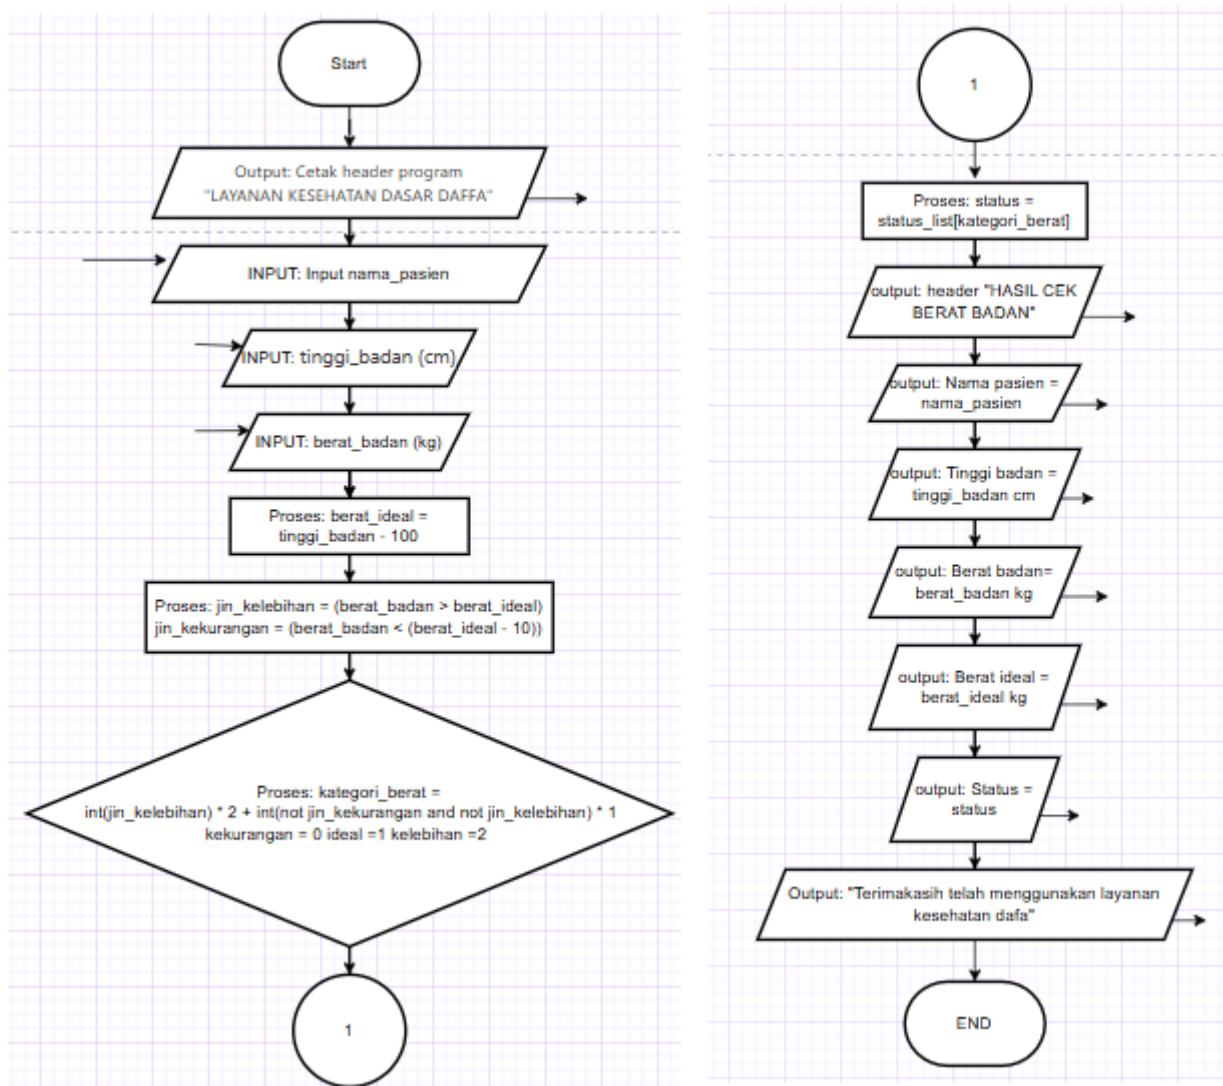 Start
Output: Cetak header program
"LAYANAN KESEHATAN DASAR DAFFA"
INPUT: Input nama_pasien
INPUT: tinggi_badan (cm)
INPUT: berat_badan (kg)
Proses: berat_ideal =
tinggi_badan - 100
Proses: jin_kelebihan = (berat_badan > berat_ideal)
jin_kekurangan = (berat_badan < (berat_ideal - 10))
Proses: kategori_berat =
int(jin_kelebihan) * 2 + int(not jin_kekurangan and not jin_kelebihan) * 1
kekurangan = 0 ideal =1 kelebihan =2
1
1
Proses: status =
status_list[kategori_berat]
output: header "HASIL CEK
BERAT BADAN"
output: Nama pasien =
nama_pasien
output: Tinggi badan =
tinggi_badan cm
output: Berat badan=
berat_badan kg
output: Berat ideal =
berat_ideal kg
output: Status =
status
Output: "Terimakasih telah menggunakan layanan
kesehatan dafa"
END